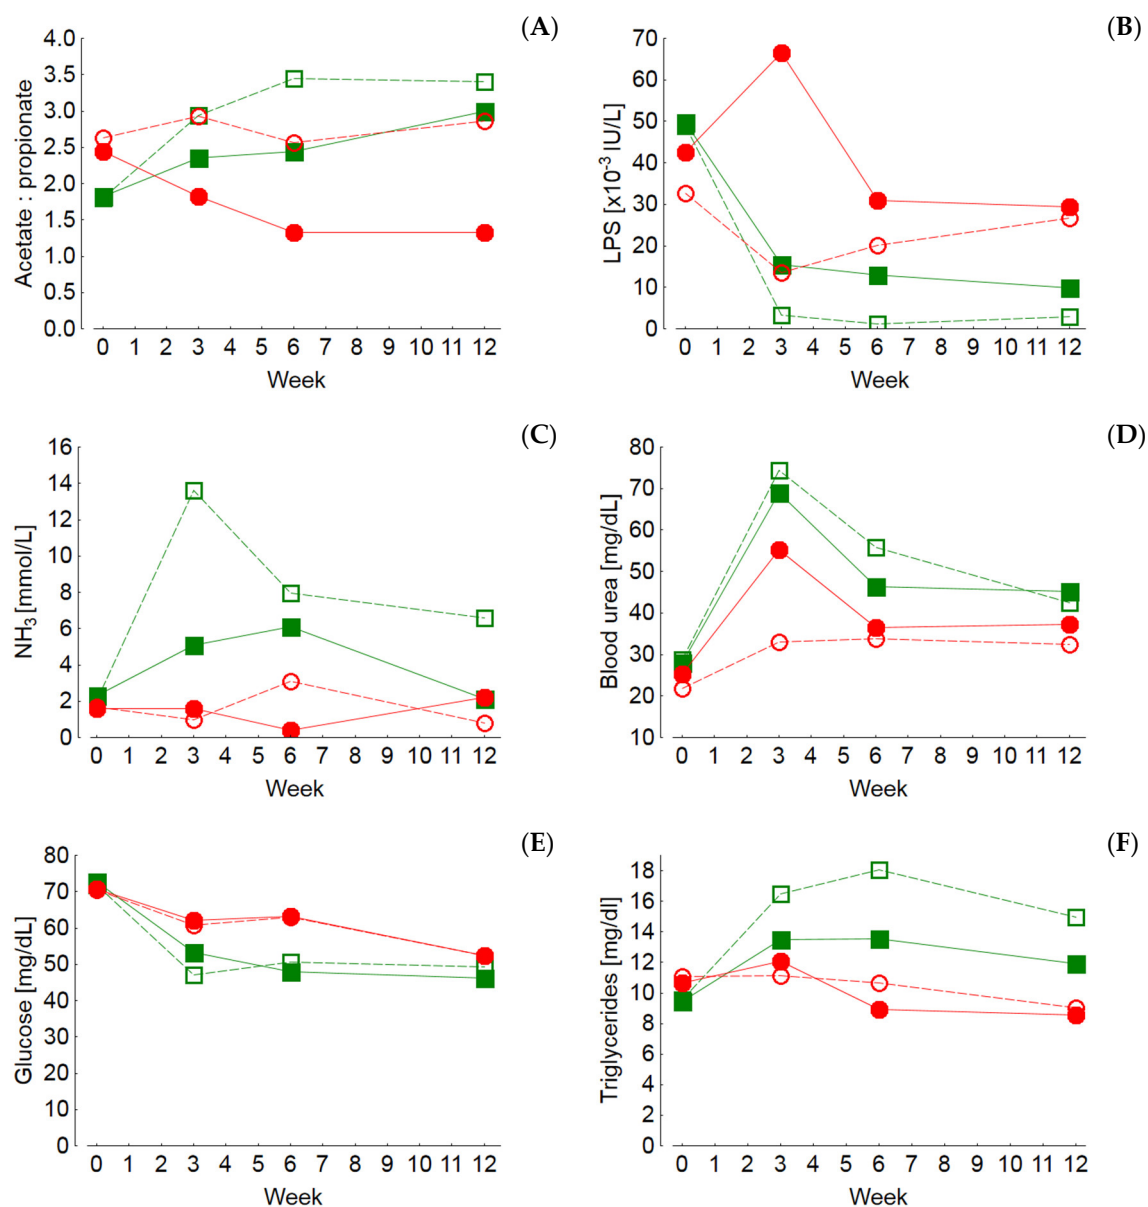 (A)
4.0
3.5
3.0
2.5
2.0
1.5
1.0
0.5
0.0
Acetate : propionate
0 1 2 3 4 5 6 7 8 9 10 11 12
Week
(B)
70
60
50
40
30
20
10
0
LPS [x10⁻³ IU/L]
0 1 2 3 4 5 6 7 8 9 10 11 12
Week
(C)
16
14
12
10
8
6
4
2
0
NH₃ [mmol/L]
0 1 2 3 4 5 6 7 8 9 10 11 12
Week
(D)
80
70
60
50
40
30
20
10
Blood urea [mg/dL]
0 1 2 3 4 5 6 7 8 9 10 11 12
Week
(E)
80
70
60
50
40
30
20
10
0
Glucose [mg/dL]
0 1 2 3 4 5 6 7 8 9 10 11 12
Week
(F)
18
16
14
12
10
8
6
4
2
0
Triglycerides [mg/dl]
0 1 2 3 4 5 6 7 8 9 10 11 12
Week